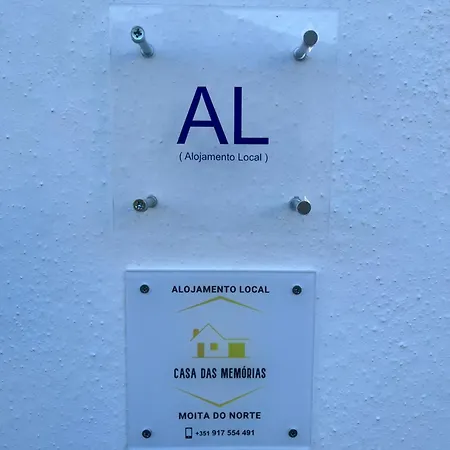 AL
( Alojamento Local )
ALOJAMENTO LOCAL
CASA DAS MEMÓRIAS
MOITA DO NORTE
+351 917 554 491